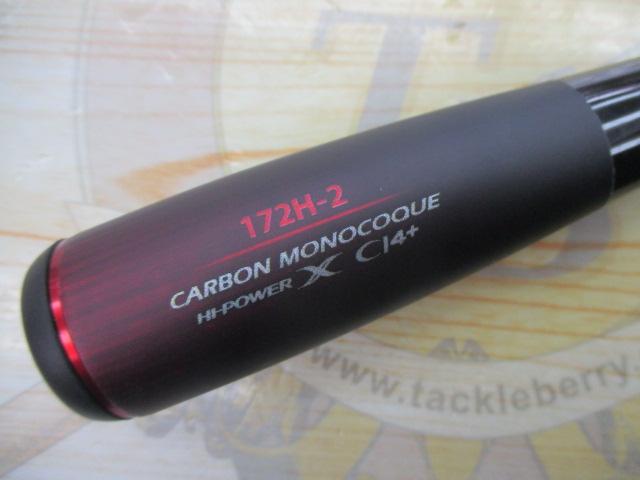 172H-2
CARBON MONOCOQUE
HI-POWER X CI4+
www.tackleberry.